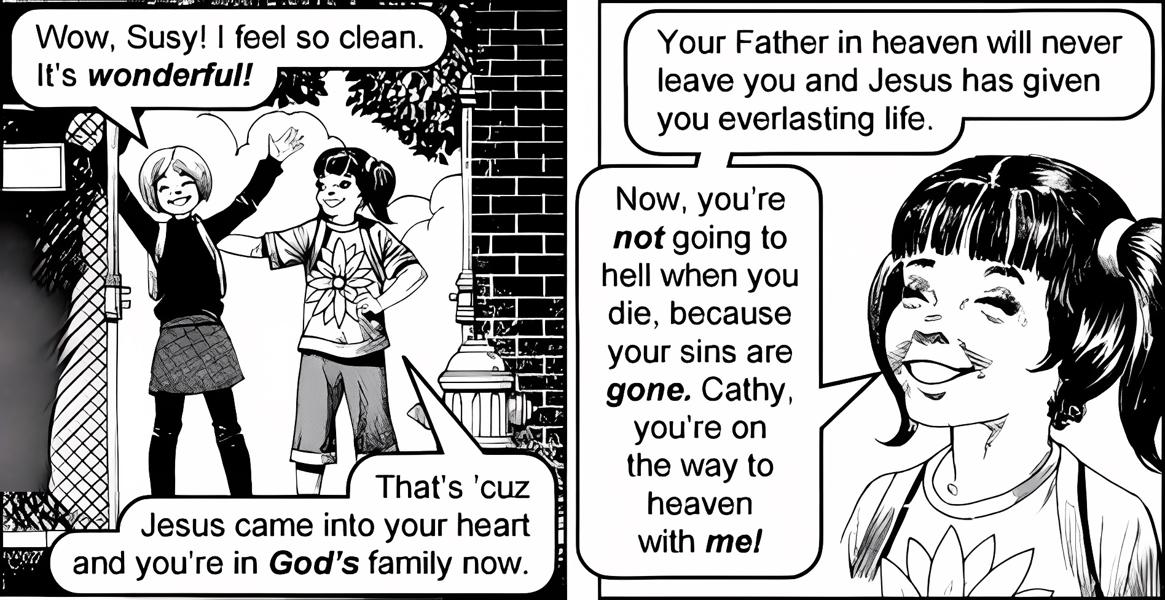 Wow, Susy! I feel so clean.
It's wonderful!
That's 'cuz
Jesus came into your heart
and you're in God's family now.
Your Father in heaven will never
leave you and Jesus has given
you everlasting life.
Now, you're
not going to
hell when you
die, because
your sins are
gone. Cathy,
you're on
the way to
heaven
with me!